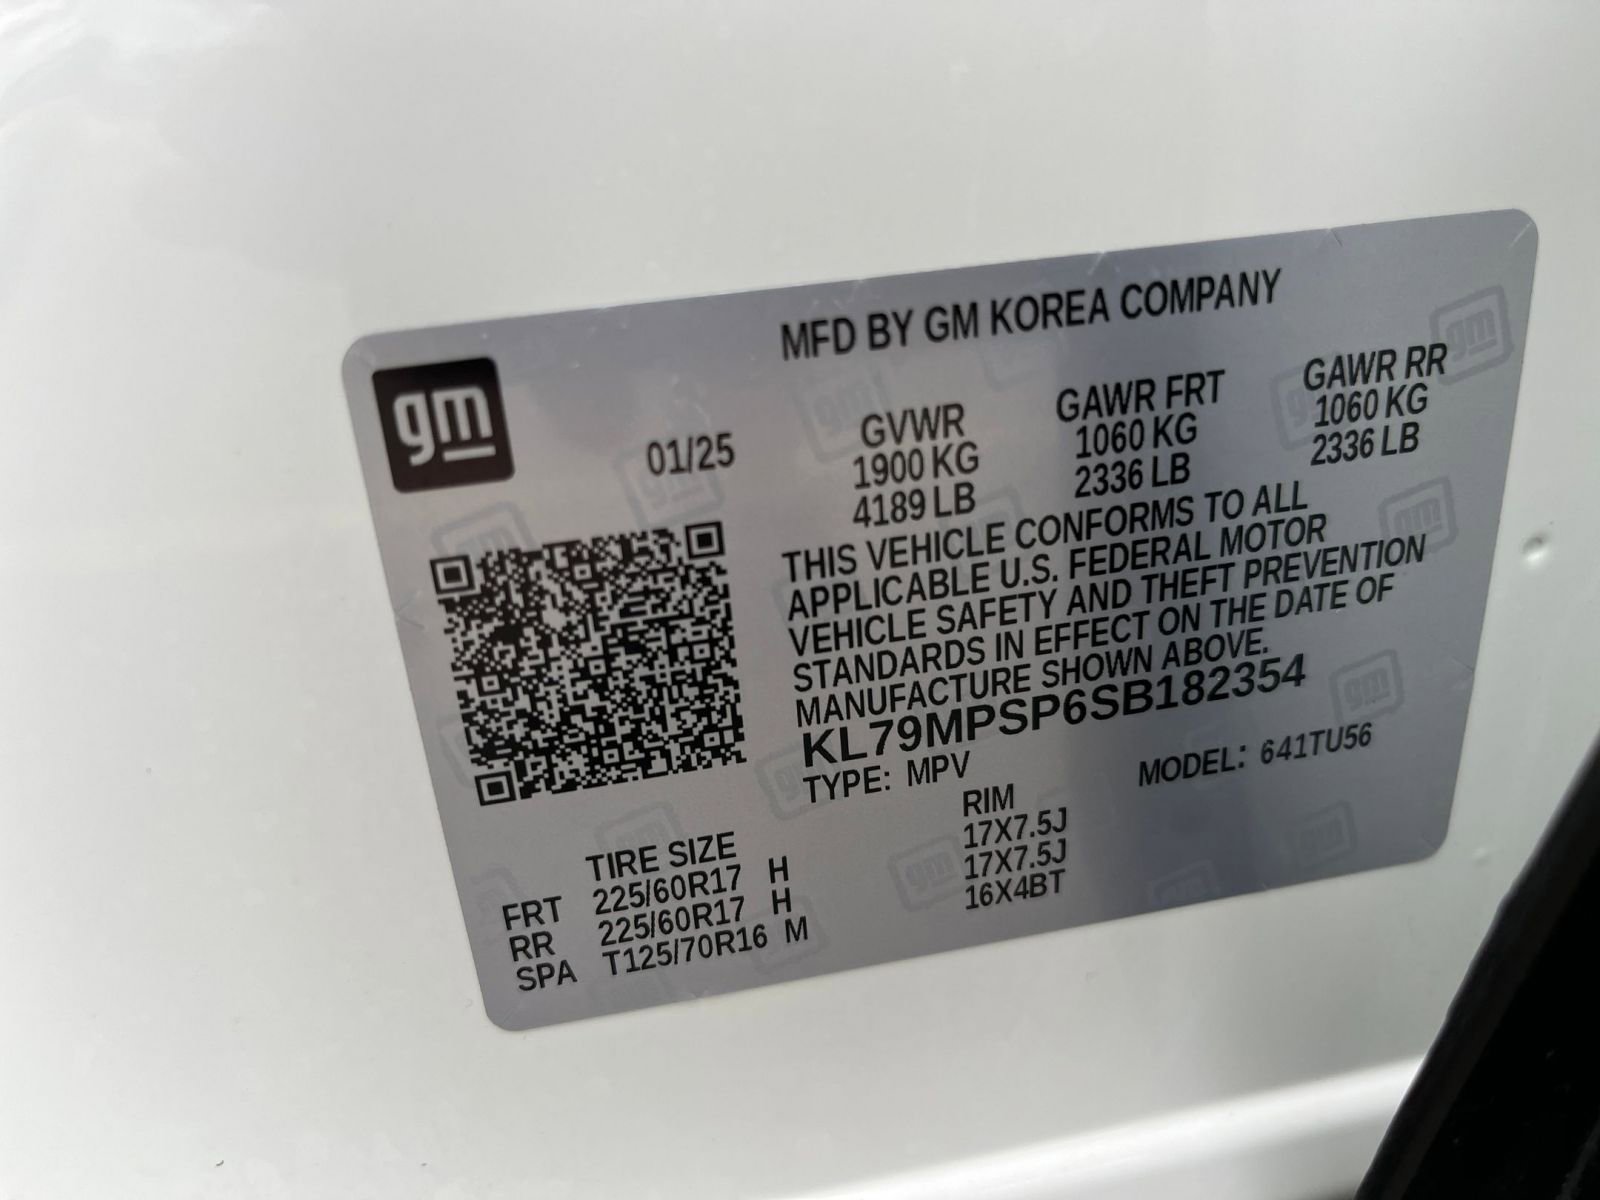 gm
MFD BY GM KOREA COMPANY
01/25
GVWR GAWR FRT GAWR RR
1900 KG 1060 KG 1060 KG
4189 LB 2336 LB 2336 LB
THIS VEHICLE CONFORMS TO ALL
APPLICABLE U.S. FEDERAL MOTOR
VEHICLE SAFETY AND THEFT PREVENTION
STANDARDS IN EFFECT ON THE DATE OF
MANUFACTURE SHOWN ABOVE.
KL79MPSP6SB182354
TYPE: MPV MODEL: 641TU56
TIRE SIZE RIM
FRT 225/60R17 H 17X7.5J
RR 225/60R17 H 17X7.5J
SPA T125/70R16 M 16X4BT